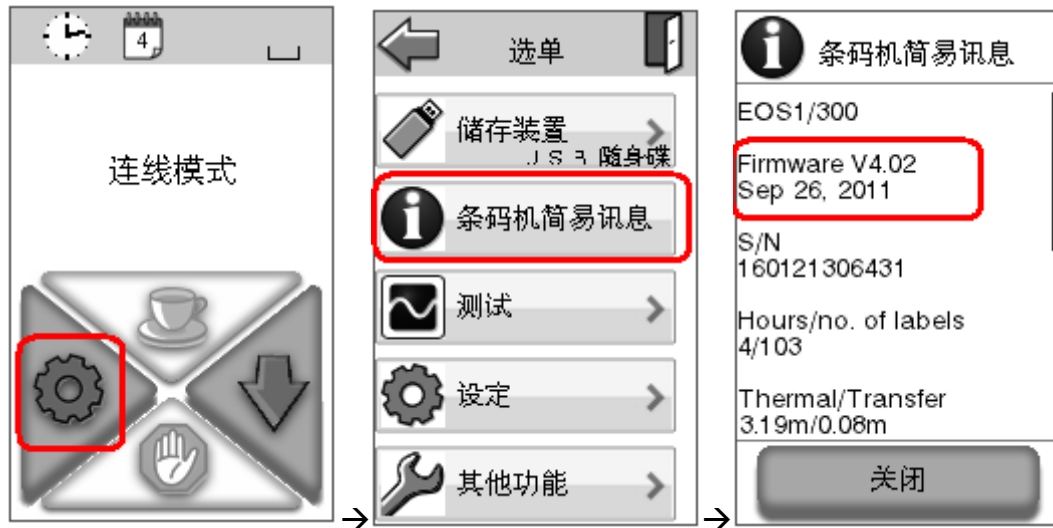 4
连线模式
→
选单
储存装置
U S B 随身碟
条码机简易讯息
测试
设定
其他功能
→
条码机简易讯息
EOS1/300
Firmware V4.02
Sep 26, 2011
S/N
160121306431
Hours/no. of labels
4/103
Thermal/Transfer
3.19m/0.08m
关闭